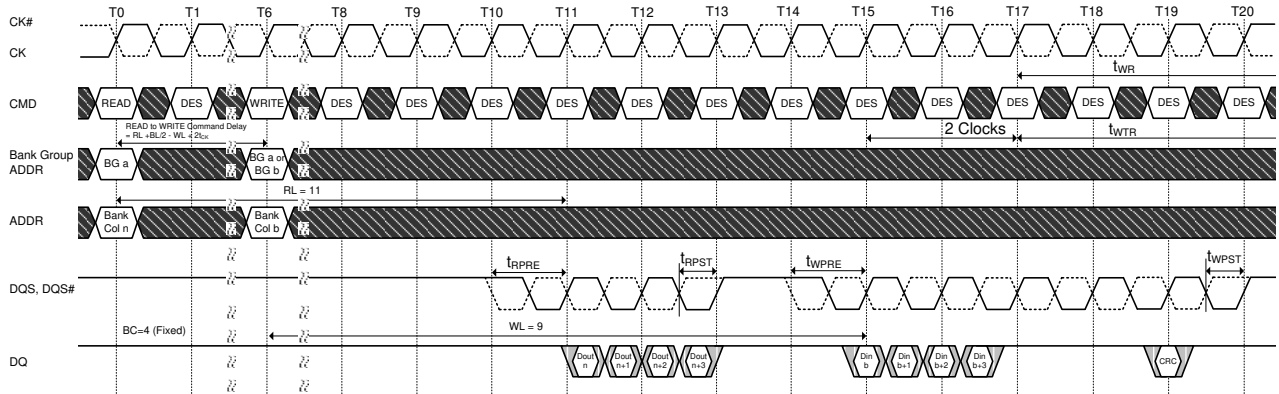 T0 T1 T6 T8 T9 T10 T11 T12 T13 T14 T15 T16 T17 T18 T19 T20
CK#
CK
tWR
CMD READ DES WRITE DES DES DES DES DES DES DES DES DES DES DES DES DES
READ to WRITE Command Delay
= RL +BL/2 - WL + 2tCK
2 Clocks
tWTR
Bank Group
ADDR
BG a
BG a or
BG b
RL = 11
ADDR
Bank
Col n
Bank
Col b
tRPRE
tRPST
tWPRE
tWPST
DQS, DQS#
BC=4 (Fixed)
WL = 9
DQ
Dout
n
Dout
n+1
Dout
n+2
Dout
n+3
Din
b
Din
b+1
Din
b+2
Din
b+3
CRC